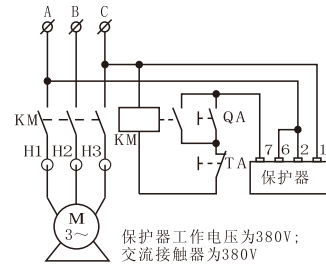 A B C
KM
KM
QA
TA
H1 H2 H3
7 6 2 1
保护器
M
3～
保护器工作电压为380V;
交流接触器为380V